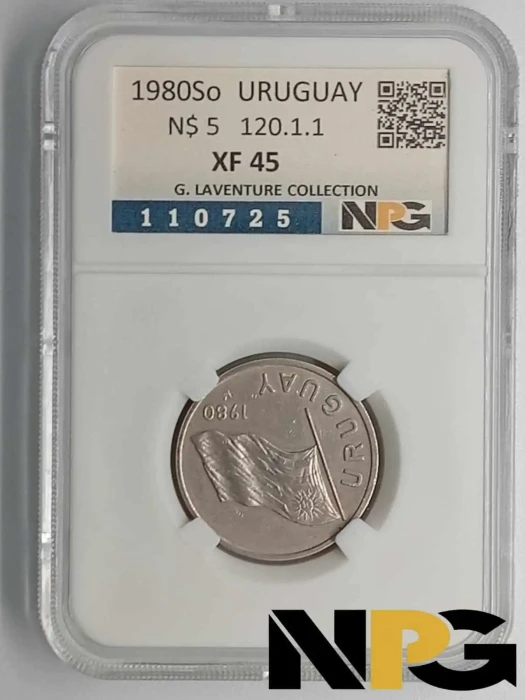 1980So URUGUAY
N$ 5 120.1.1
XF 45
G. LAVENTURE COLLECTION
110725 NPG
URUGUAY
1980
NPG